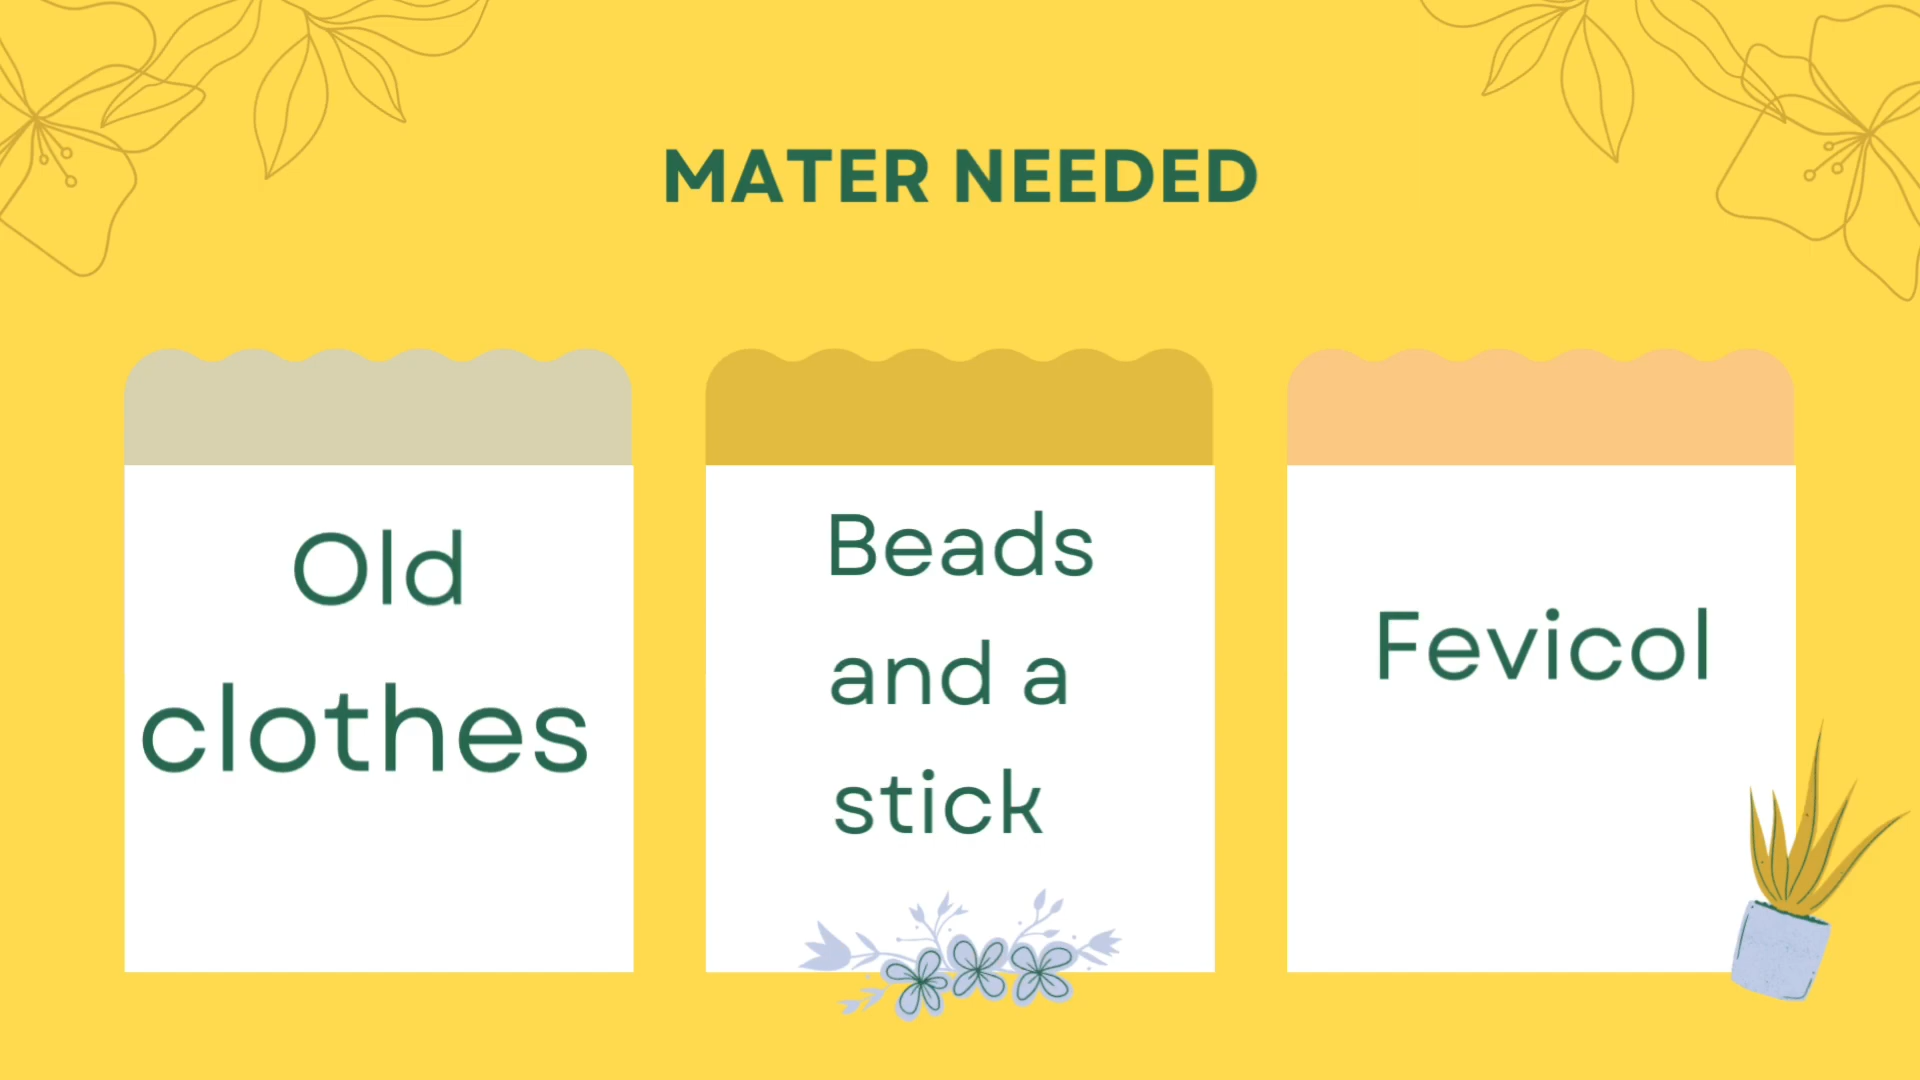 MATER NEEDED
Old
clothes
Beads
and a
stick
Fevicol